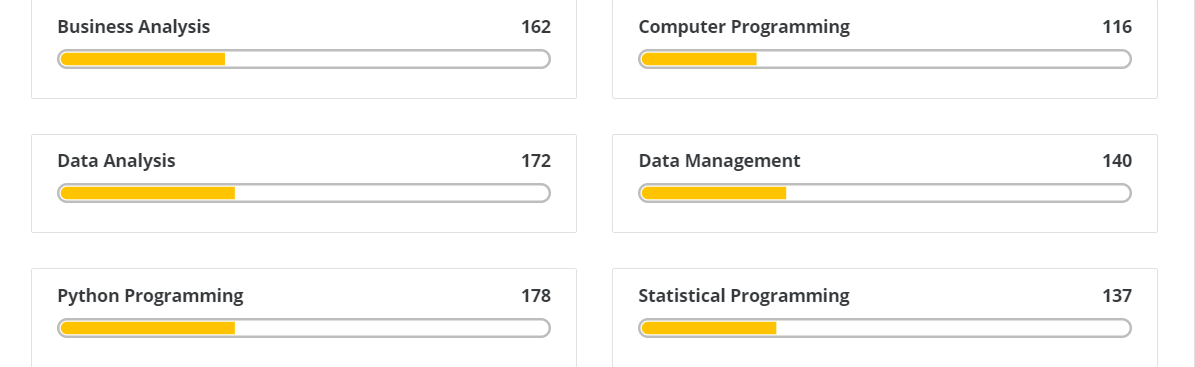 Business Analysis 162
Computer Programming 116
Data Analysis 172
Data Management 140
Python Programming 178
Statistical Programming 137